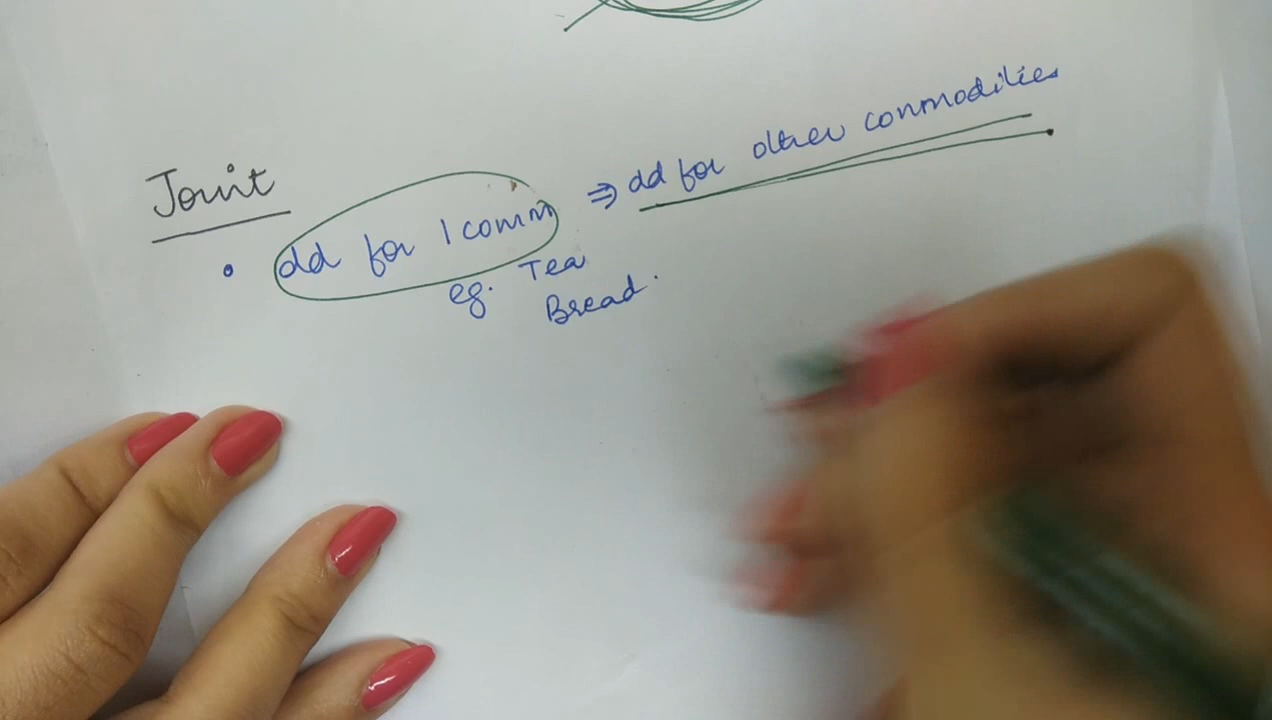 Joint
• dd for 1 comm ⇒ dd for other commodities
eg. Tea
Bread.